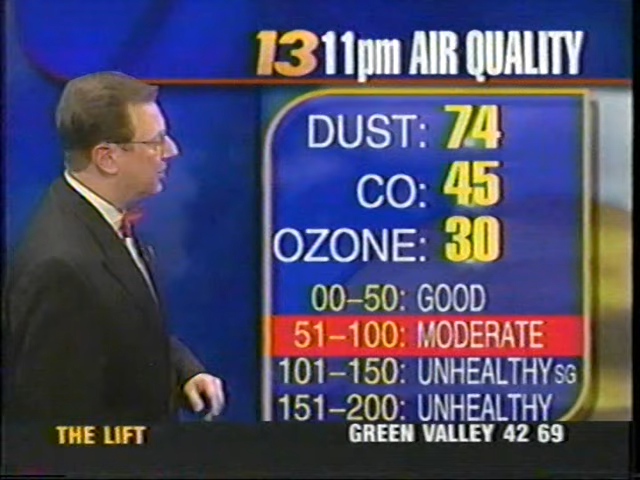 13 11pm AIR QUALITY
DUST: 74
CO: 45
OZONE: 30
00–50: GOOD
51–100: MODERATE
101–150: UNHEALTHY SG
151–200: UNHEALTHY
THE LIFT GREEN VALLEY 42 69